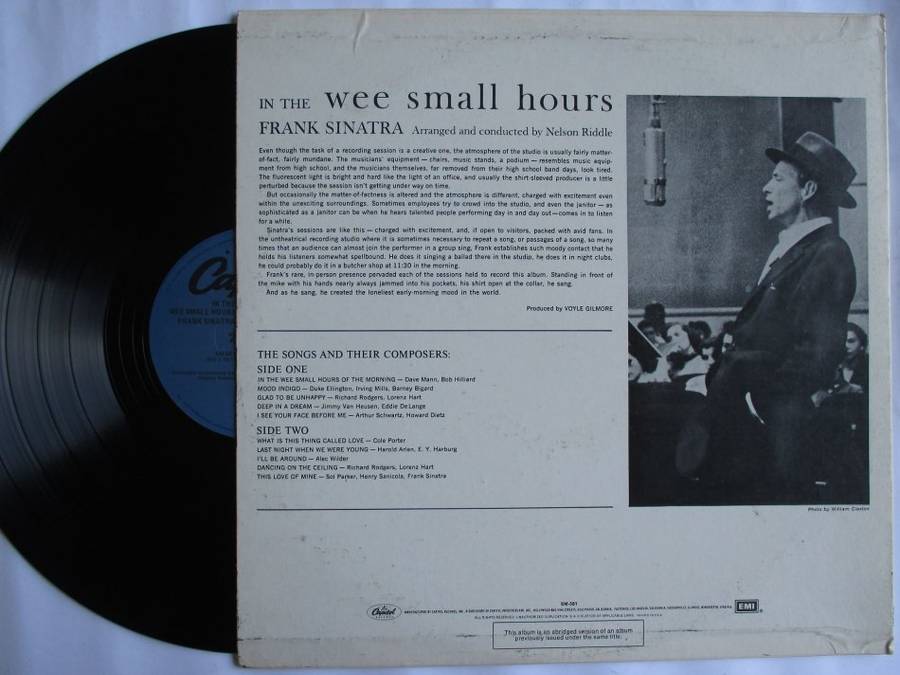 IN THE wee small hours
FRANK SINATRA Arranged and conducted by Nelson Riddle
Even though the task of a recording session is a creative one, the atmosphere of the studio is usually fairly matter-
of-fact, fairly mundane. The musicians' equipment — chairs, music stands, a podium — resembles music equip-
ment from high school, and the musicians themselves, far removed from their high school band days, look tired.
The fluorescent light is bright and hard like the light of an office, and usually the shirt-sleeved producer is a little
perturbed because the session isn't getting under way on time.
But occasionally the matter-of-factness is altered and the atmosphere is different, charged with excitement even
within the unexciting surroundings. Sometimes employees try to crowd into the studio, and even the janitor — as
sophisticated as a janitor can be when he hears talented people performing day in and day out — comes in to listen
for a while.
Sinatra's sessions are like this — charged with excitement, and, if open to visitors, packed with avid fans. In
the untheatrical recording studio where it is sometimes necessary to repeat a song, or passages of a song, so many
times that an audience can almost join the performer in a group sing, Frank establishes such moody contact that he
holds his listeners somewhat spellbound. He does it singing a ballad there in the studio, he does it in night clubs,
he could probably do it in a butcher shop at 11:30 in the morning.
Frank's rare, in-person presence pervaded each of the sessions held to record this album. Standing in front of
the mike with his hands nearly always jammed into his pockets, his shirt open at the collar, he sang.
And as he sang, he created the loneliest early-morning mood in the world.
Produced by VOYLE GILMORE
THE SONGS AND THEIR COMPOSERS:
SIDE ONE
IN THE WEE SMALL HOURS OF THE MORNING — Dave Mann, Bob Hilliard
MOOD INDIGO — Duke Ellington, Irving Mills, Barney Bigard
GLAD TO BE UNHAPPY — Richard Rodgers, Lorenz Hart
DEEP IN A DREAM — Jimmy Van Heusen, Eddie DeLange
I SEE YOUR FACE BEFORE ME — Arthur Schwartz, Howard Dietz
SIDE TWO
WHAT IS THIS THING CALLED LOVE — Cole Porter
LAST NIGHT WHEN WE WERE YOUNG — Harold Arlen, E. Y. Harburg
I'LL BE AROUND — Alec Wilder
DANCING ON THE CEILING — Richard Rodgers, Lorenz Hart
THIS LOVE OF MINE — Sol Parker, Henry Sanicola, Frank Sinatra
Photo by William Claxton
Cap
IN THE
WEE SMALL HOUR
FRANK SINATRA
Capitol
RECORDS
SM-581
EMI
This album is an abridged version of an album
previously issued under the same title.